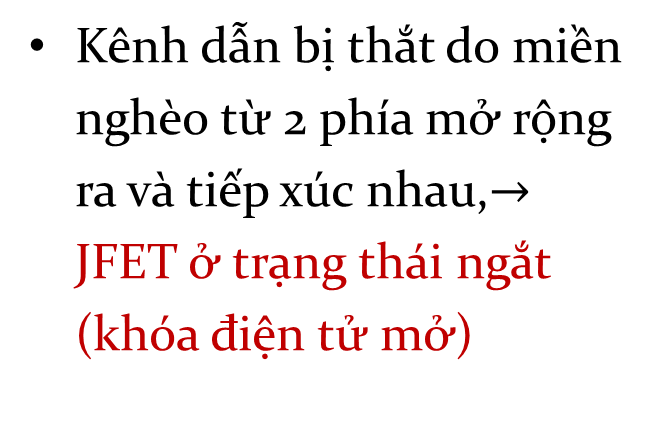 • Kênh dẫn bị thắt do miền
nghèo từ 2 phía mở rộng
ra và tiếp xúc nhau,→
JFET ở trạng thái ngắt
(khóa điện tử mở)